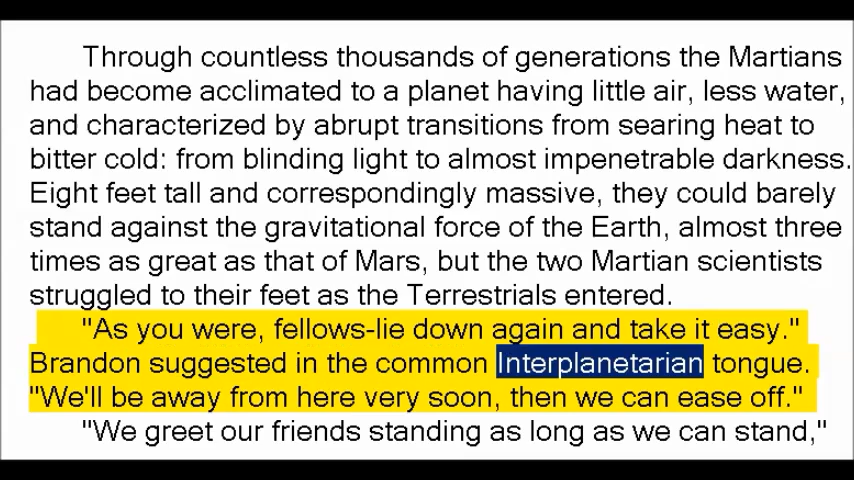 Through countless thousands of generations the Martians
had become acclimated to a planet having little air, less water,
and characterized by abrupt transitions from searing heat to
bitter cold: from blinding light to almost impenetrable darkness.
Eight feet tall and correspondingly massive, they could barely
stand against the gravitational force of the Earth, almost three
times as great as that of Mars, but the two Martian scientists
struggled to their feet as the Terrestrials entered.
"As you were, fellows-lie down again and take it easy."
Brandon suggested in the common Interplanetarian tongue.
"We'll be away from here very soon, then we can ease off."
"We greet our friends standing as long as we can stand,"